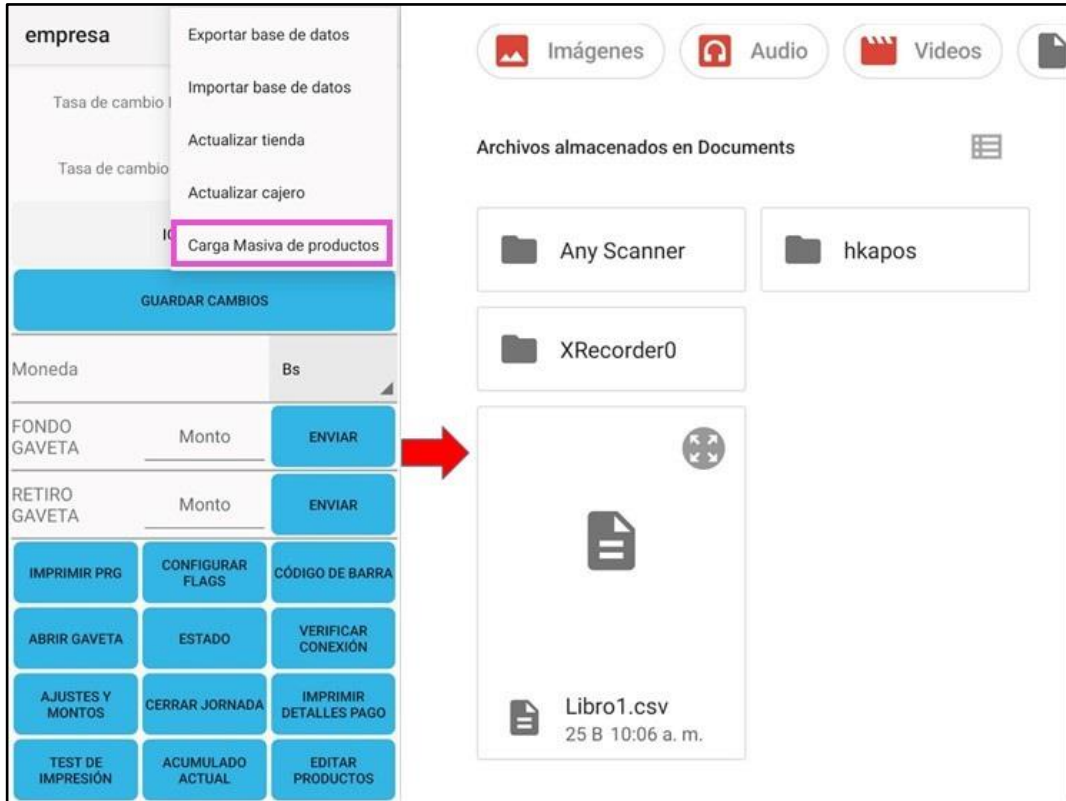 empresa
Exportar base de datos
Importar base de datos
Tasa de cambio
Actualizar tienda
Tasa de cambio
Actualizar cajero
Carga Masiva de productos
GUARDAR CAMBIOS
Moneda
Bs
FONDO
GAVETA
Monto
ENVIAR
RETIRO
GAVETA
Monto
ENVIAR
IMPRIMIR PRG
CONFIGURAR
FLAGS
CÓDIGO DE BARRA
ABRIR GAVETA
ESTADO
VERIFICAR
CONEXIÓN
AJUSTES Y
MONTOS
CERRAR JORNADA
IMPRIMIR
DETALLES PAGO
TEST DE
IMPRESIÓN
ACUMULADO
ACTUAL
EDITAR
PRODUCTOS
Imágenes
Audio
Videos
Archivos almacenados en Documents
Any Scanner
hkapos
XRecorder0
Libro1.csv
25 B 10:06 a. m.